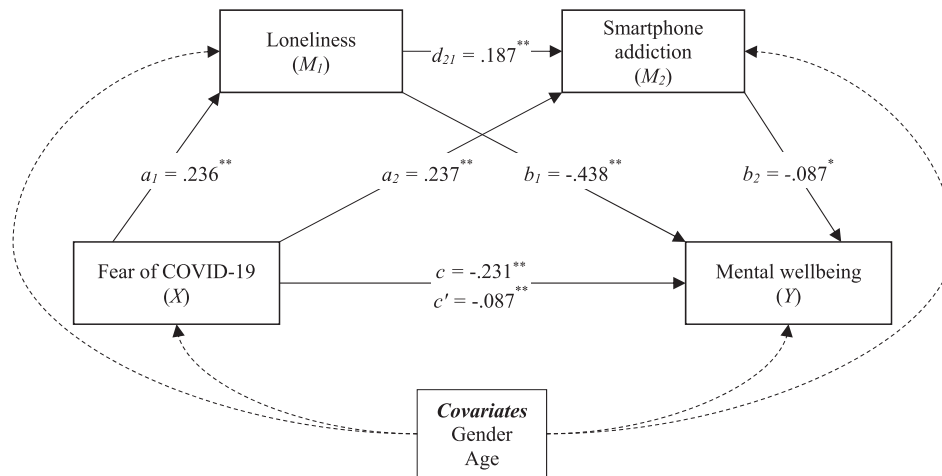 Loneliness
(M₁)
d₂₁ = .187**
Smartphone
addiction
(M₂)
a₁ = .236**
a₂ = .237**
b₁ = -.438**
b₂ = -.087*
Fear of COVID-19
(X)
c = -.231**
c' = -.087**
Mental wellbeing
(Y)
Covariates
Gender
Age